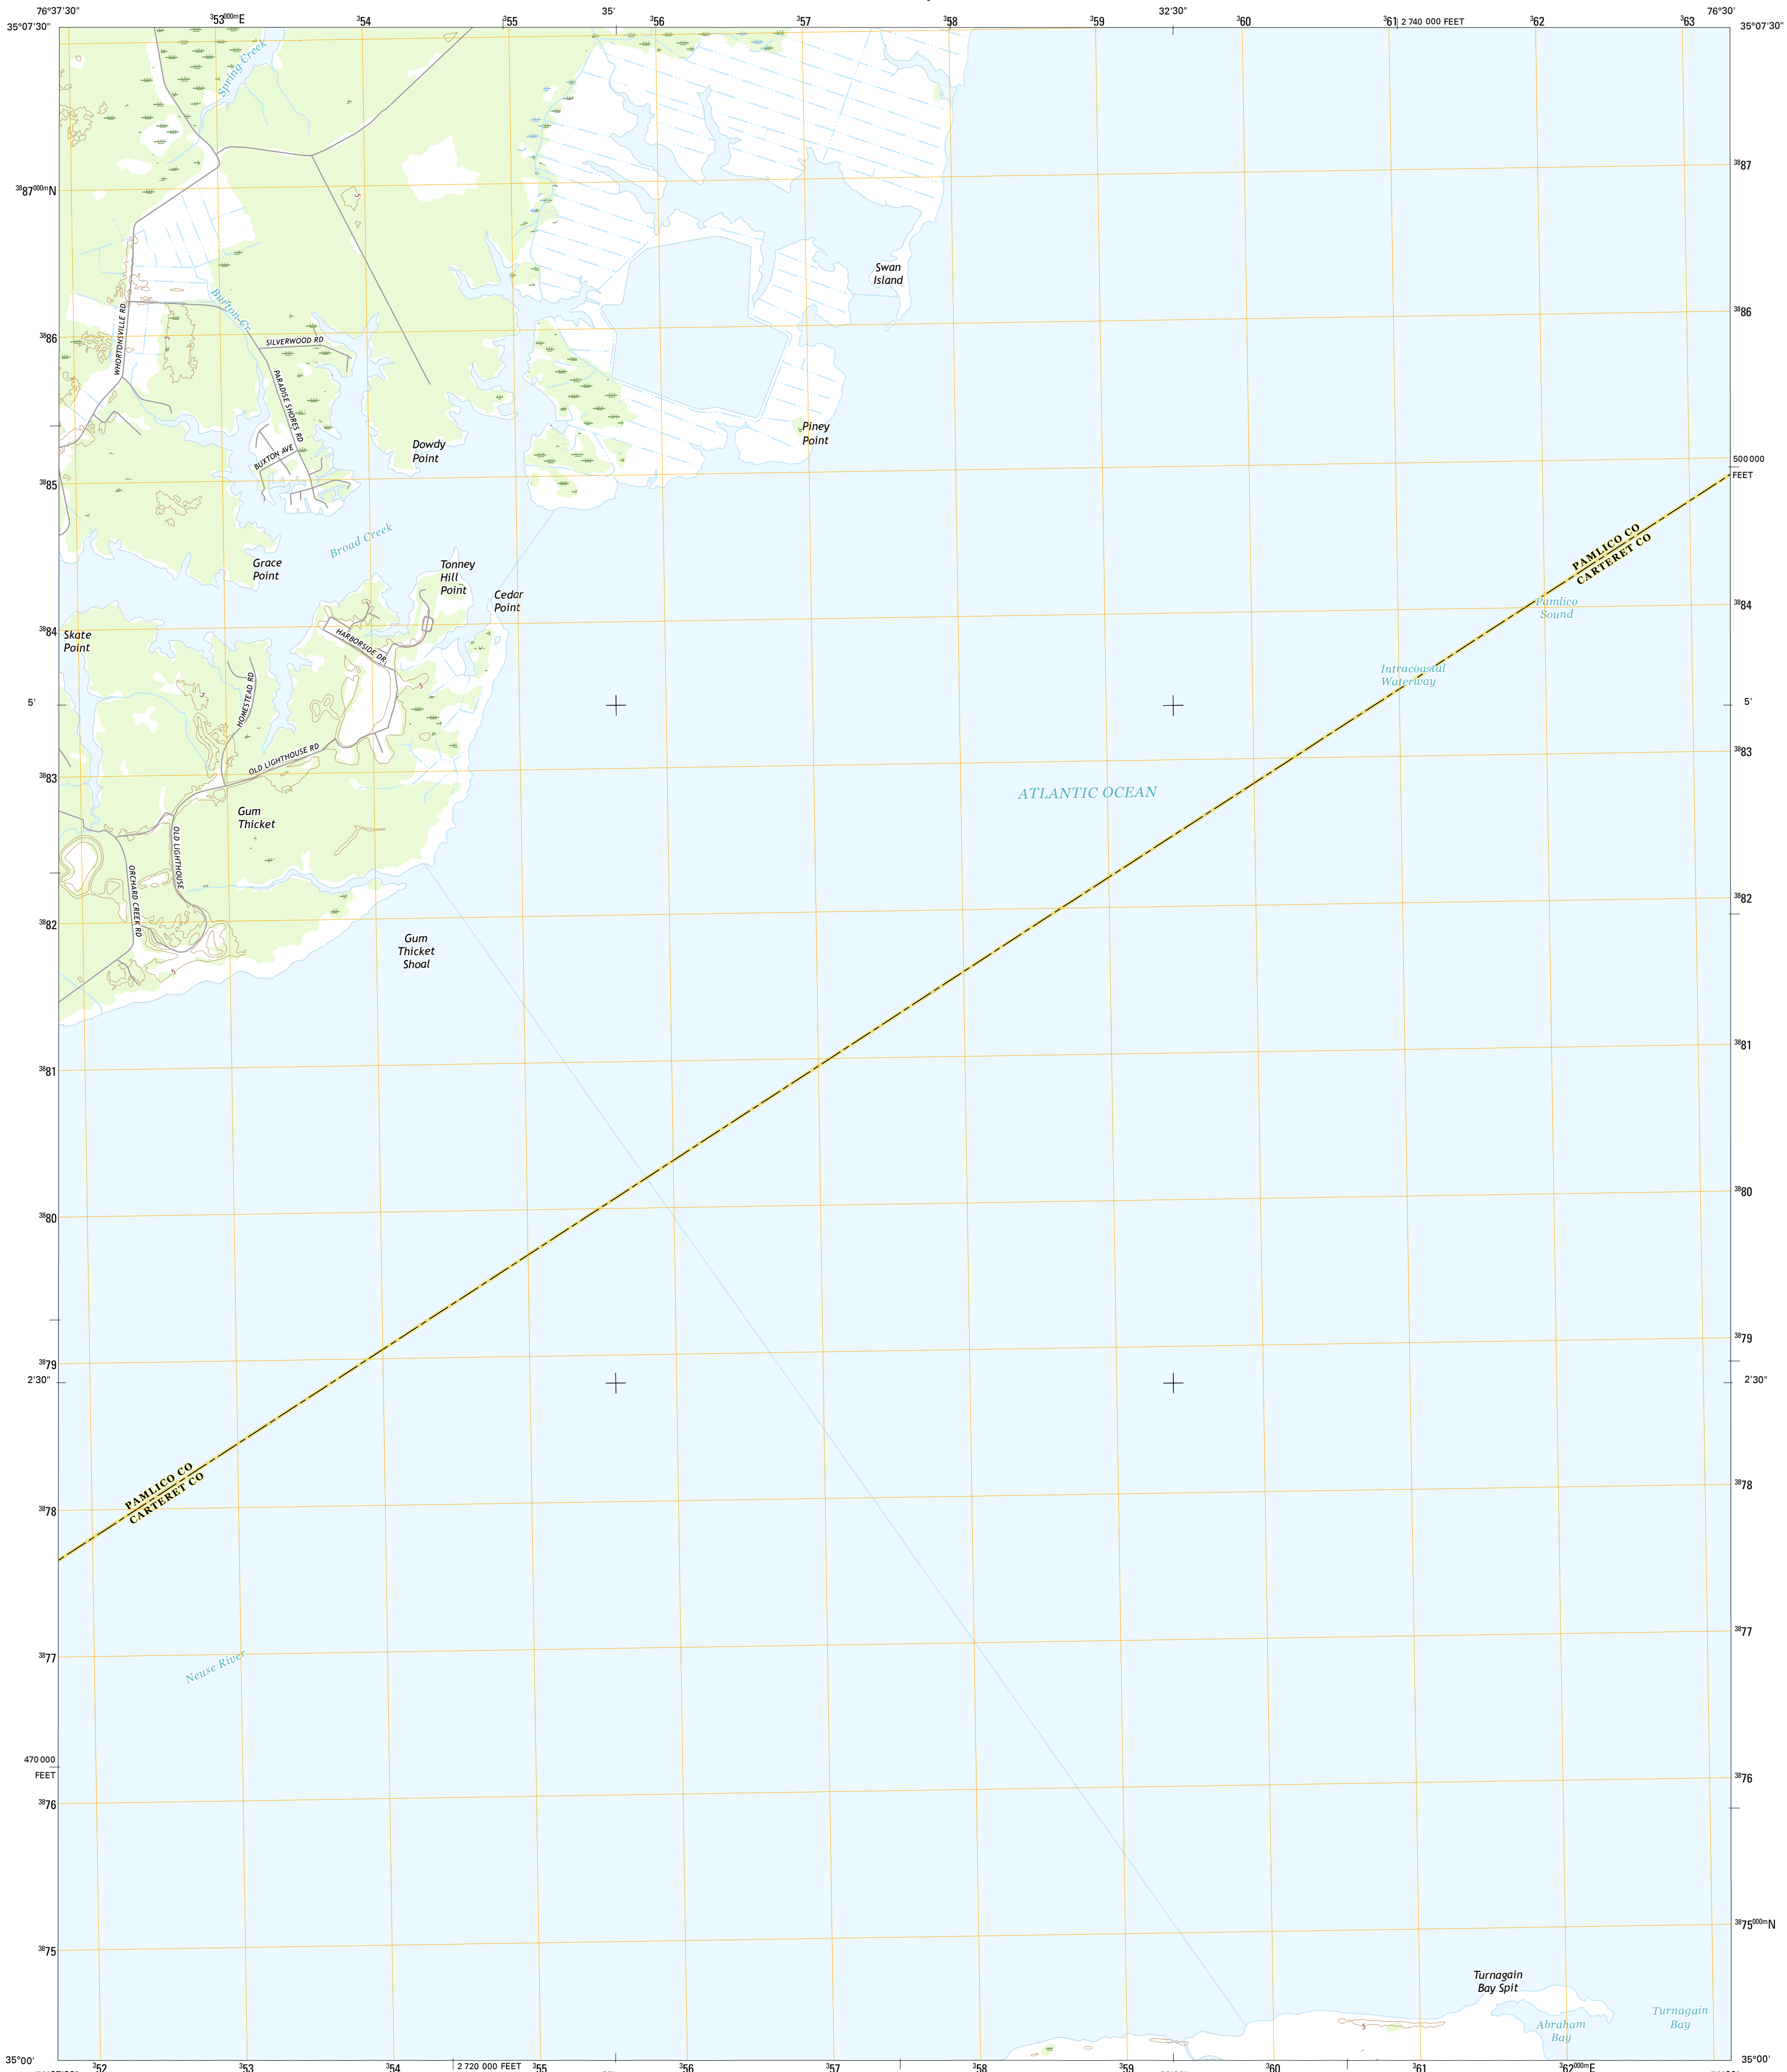 76°37'30"
³53⁰⁰⁰ᵐE
³54
³55
35'
³56
³57
³58
³59
32'30"
³60
³61
2 740 000 FEET
³62
³63
76°30'
35°07'30"
35°07'30"
Spring Creek
³⁸87
³⁸87⁰⁰⁰ᵐN
5
Swan
Island
Burton Cr
³⁸86
³⁸86
WHORTONSVILLE RD
5
SILVERWOOD RD
PARADISE SHORES RD
BUXTON AVE
Dowdy
Point
Piney
Point
500 000
FEET
³⁸85
Broad Creek
PAMLICO CO
CARTERET CO
Grace
Point
Tonney
Hill
Point
Cedar
Point
Pamlico
Sound
³⁸84
³⁸84
Skate
Point
HARBORSIDE DR
Intracoastal
Waterway
5
5
HOMESTEAD RD
5'
5'
OLD LIGHTHOUSE RD
³⁸83
³⁸83
ATLANTIC OCEAN
Gum
Thicket
OLD LIGHTHOUSE
ORCHARD CREEK RD
³⁸82
³⁸82
Gum
Thicket
Shoal
5
³⁸81
³⁸81
³⁸80
³⁸80
³⁸79
³⁸79
2'30"
2'30"
PAMLICO CO
CARTERET CO
³⁸78
³⁸78
³⁸77
³⁸77
Neuse River
470 000
FEET
³⁸76
³⁸76
³⁸75⁰⁰⁰ᵐN
³⁸75
Turnagain
Bay Spit
Turnagain
Bay
Abraham
Bay
5
35°00'
35°00'
³52
³53
³54
2 720 000 FEET
³55
³56
³57
³58
³59
³60
³61
³62⁰⁰⁰ᵐE